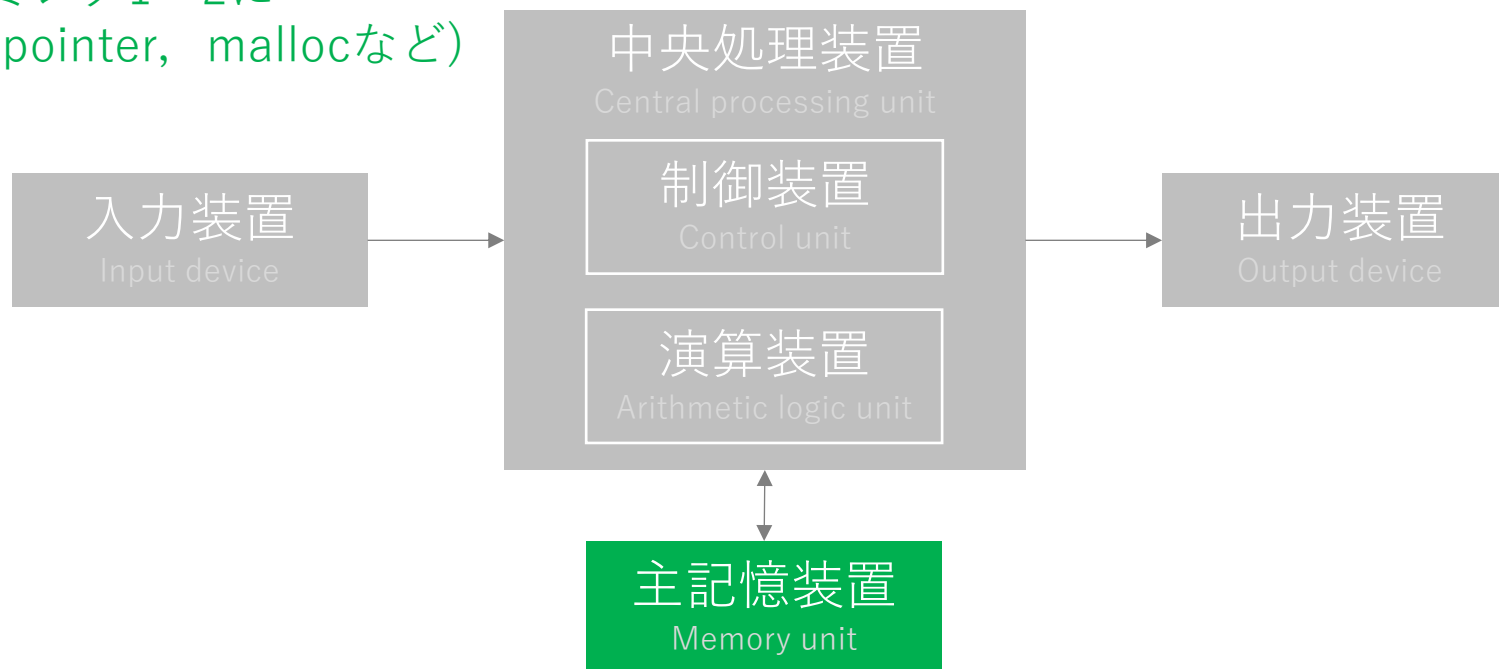 pointer, mallocなど)
中央処理装置
Central processing unit
制御装置
Control unit
入力装置
Input device
出力装置
Output device
演算装置
Arithmetic logic unit
主記憶装置
Memory unit